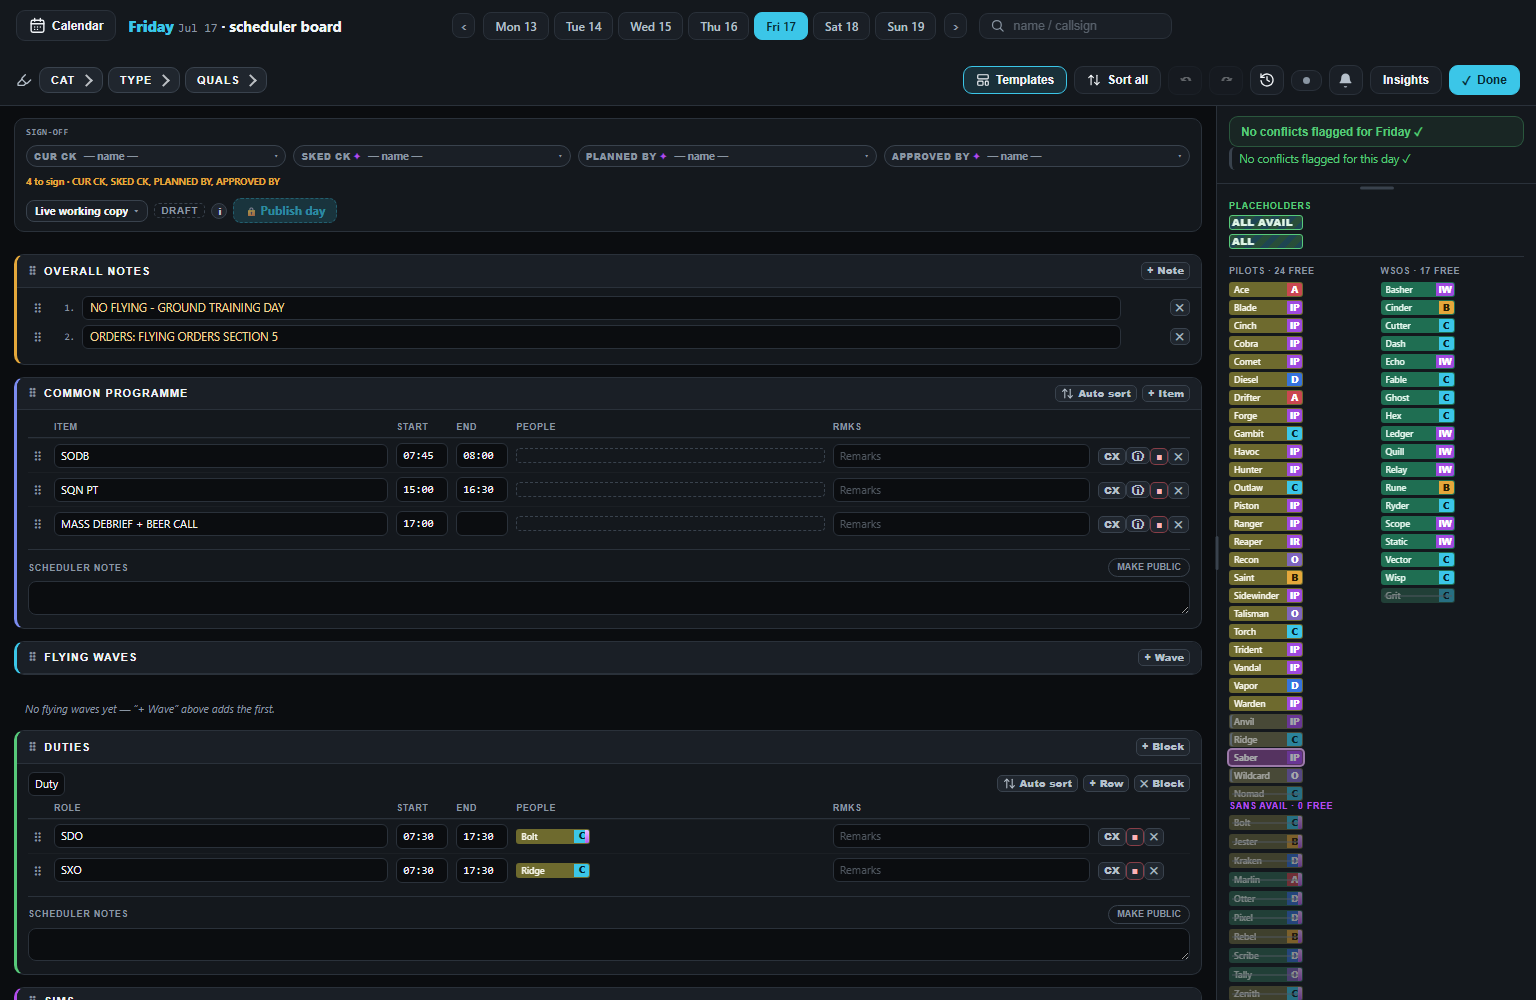 Calendar
Friday Jul 17 · scheduler board
‹ Mon 13 Tue 14 Wed 15 Thu 16 Fri 17 Sat 18 Sun 19 ›
name / callsign
CAT TYPE QUALS
Templates Sort all Insights ✓ Done
SIGN-OFF
CUR CK — name —
SKED CK ✦ — name —
PLANNED BY ✦ — name —
APPROVED BY ✦ — name —
4 to sign · CUR CK, SKED CK, PLANNED BY, APPROVED BY
Live working copy DRAFT i Publish day
OVERALL NOTES + Note
1. NO FLYING - GROUND TRAINING DAY ✕
2. ORDERS: FLYING ORDERS SECTION 5 ✕
COMMON PROGRAMME Auto sort + Item
ITEM START END PEOPLE RMKS
SODB 07:45 08:00 Remarks CX ✕
SQN PT 15:00 16:30 Remarks CX ✕
MASS DEBRIEF + BEER CALL 17:00 Remarks CX ✕
SCHEDULER NOTES MAKE PUBLIC
FLYING WAVES + Wave
No flying waves yet — "+ Wave" above adds the first.
DUTIES + Block
Duty Auto sort + Row ✕ Block
ROLE START END PEOPLE RMKS
SDO 07:30 17:30 Bolt C Remarks CX ✕
SXO 07:30 17:30 Ridge C Remarks CX ✕
SCHEDULER NOTES MAKE PUBLIC
SIMS
No conflicts flagged for Friday ✓
No conflicts flagged for this day ✓
PLACEHOLDERS
ALL AVAIL
ALL
PILOTS · 24 FREE
Ace A
Blade IP
Cinch IP
Cobra IP
Comet IP
Diesel D
Drifter A
Forge IP
Gambit C
Havoc IP
Hunter IP
Outlaw C
Piston IP
Ranger IP
Reaper IR
Recon O
Saint B
Sidewinder IP
Talisman O
Torch C
Trident IP
Vandal IP
Vapor D
Warden IP
Anvil IP
Ridge C
Saber IP
Wildcard O
Nomad C
WSOS · 17 FREE
Basher IW
Cinder B
Cutter C
Dash C
Echo IW
Fable C
Ghost C
Hex C
Ledger IW
Quill IW
Relay IW
Rune B
Ryder C
Scope IW
Static IW
Vector C
Wisp C
Grit C
SANS AVAIL · 0 FREE
Bolt C
Jester B
Kraken D
Marlin A
Otter D
Pixel D
Rebel B
Scribe D
Tally O
Zenith C